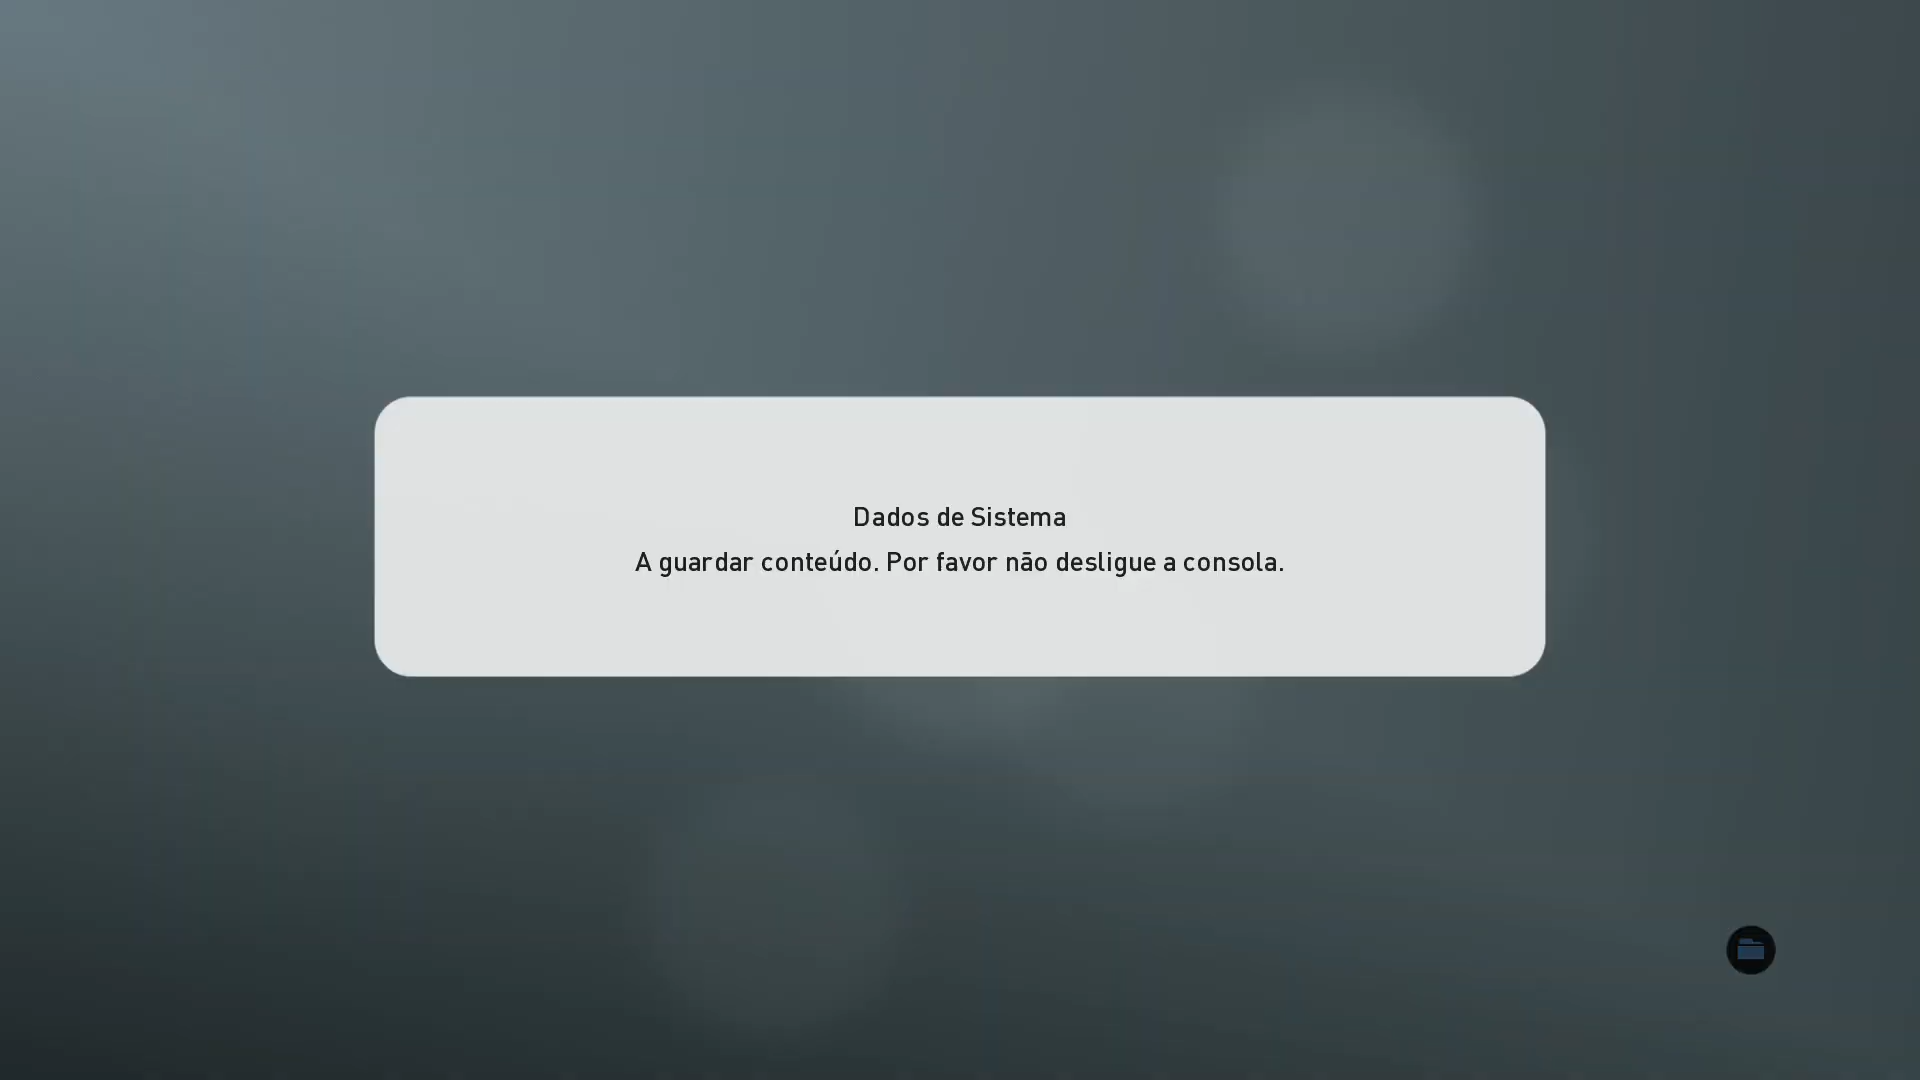 Dados de Sistema
A guardar conteúdo. Por favor não desligue a consola.